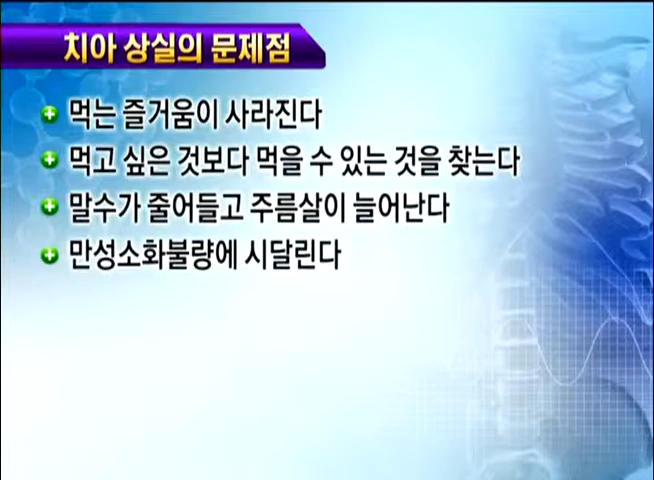 치아 상실의 문제점
먹는 즐거움이 사라진다
먹고 싶은 것보다 먹을 수 있는 것을 찾는다
말수가 줄어들고 주름살이 늘어난다
만성소화불량에 시달린다